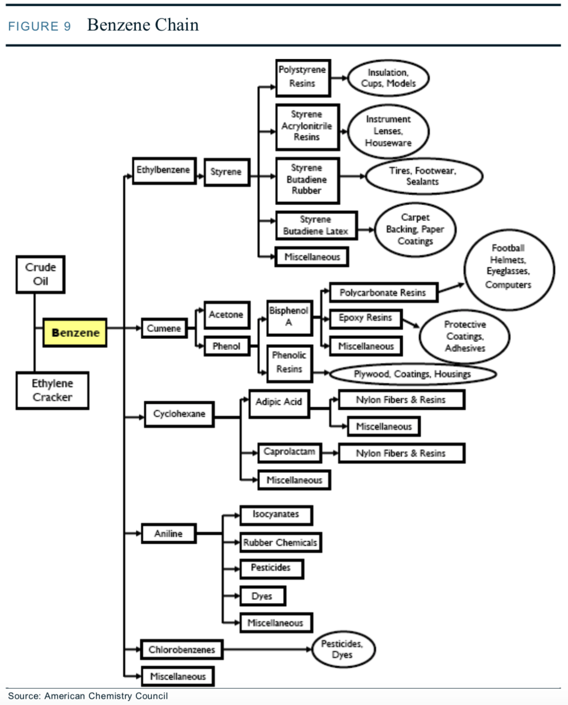 FIGURE 9 Benzene Chain
Polystyrene
Resins
Insulation,
Cups, Models
Styrene
Acrylonitrile
Resins
Instrument
Lenses,
Houseware
Ethylbenzene
Styrene
Styrene
Butadiene
Rubber
Tires, Footwear,
Sealants
Styrene
Butadiene Latex
Carpet
Backing, Paper
Coatings
Miscellaneous
Crude
Oil
Benzene
Ethylene
Cracker
Cumene
Acetone
Phenol
Bisphenol
A
Polycarbonate Resins
Football
Helmets,
Eyeglasses,
Computers
Epoxy Resins
Protective
Coatings,
Adhesives
Miscellaneous
Phenolic
Resins
Plywood, Coatings, Housings
Cyclohexane
Adipic Acid
Nylon Fibers & Resins
Miscellaneous
Caprolactam
Nylon Fibers & Resins
Miscellaneous
Aniline
Isocyanates
Rubber Chemicals
Pesticides
Dyes
Miscellaneous
Chlorobenzenes
Pesticides,
Dyes
Miscellaneous
Source: American Chemistry Council